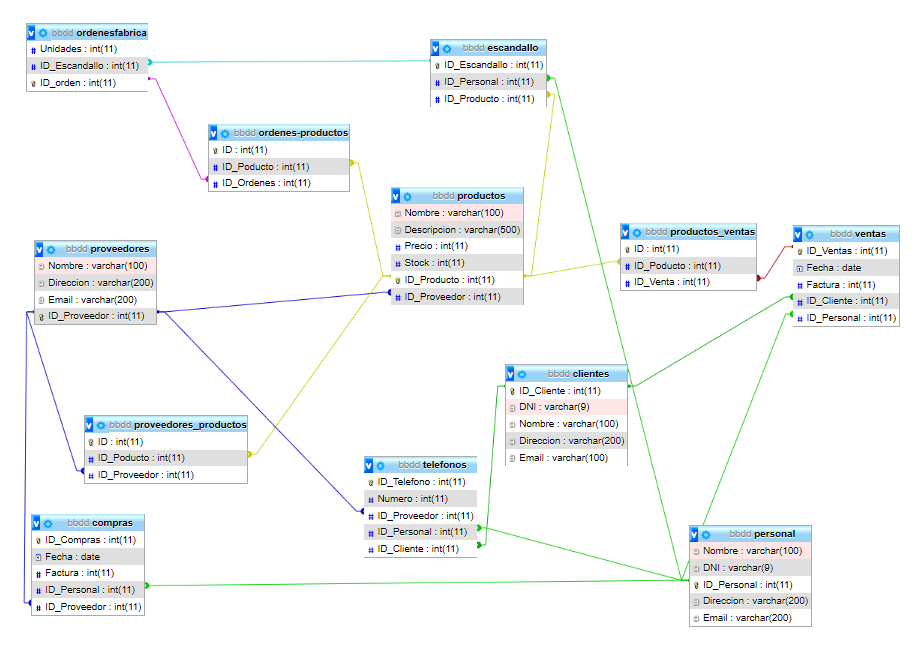 bbdd ordenesfabrica
Unidades : int(11)
ID_Escandallo : int(11)
ID_orden : int(11)
bbdd escandallo
ID_Escandallo : int(11)
ID_Personal : int(11)
ID_Producto : int(11)
bbdd ordenes-productos
ID : int(11)
ID_Poducto : int(11)
ID_Ordenes : int(11)
bbdd productos
Nombre : varchar(100)
Descripcion : varchar(500)
Precio : int(11)
Stock : int(11)
ID_Producto : int(11)
ID_Proveedor : int(11)
bbdd productos_ventas
ID : int(11)
ID_Poducto : int(11)
ID_Venta : int(11)
bbdd ventas
ID_Ventas : int(11)
Fecha : date
Factura : int(11)
ID_Cliente : int(11)
ID_Personal : int(11)
bbdd proveedores
Nombre : varchar(100)
Direccion : varchar(200)
Email : varchar(200)
ID_Proveedor : int(11)
bbdd clientes
ID_Cliente : int(11)
DNI : varchar(9)
Nombre : varchar(100)
Direccion : varchar(200)
Email : varchar(100)
bbdd proveedores_productos
ID : int(11)
ID_Poducto : int(11)
ID_Proveedor : int(11)
bbdd telefonos
ID_Telefono : int(11)
Numero : int(11)
ID_Proveedor : int(11)
ID_Personal : int(11)
ID_Cliente : int(11)
bbdd compras
ID_Compras : int(11)
Fecha : date
Factura : int(11)
ID_Personal : int(11)
ID_Proveedor : int(11)
bbdd personal
Nombre : varchar(100)
DNI : varchar(9)
ID_Personal : int(11)
Direccion : varchar(200)
Email : varchar(200)